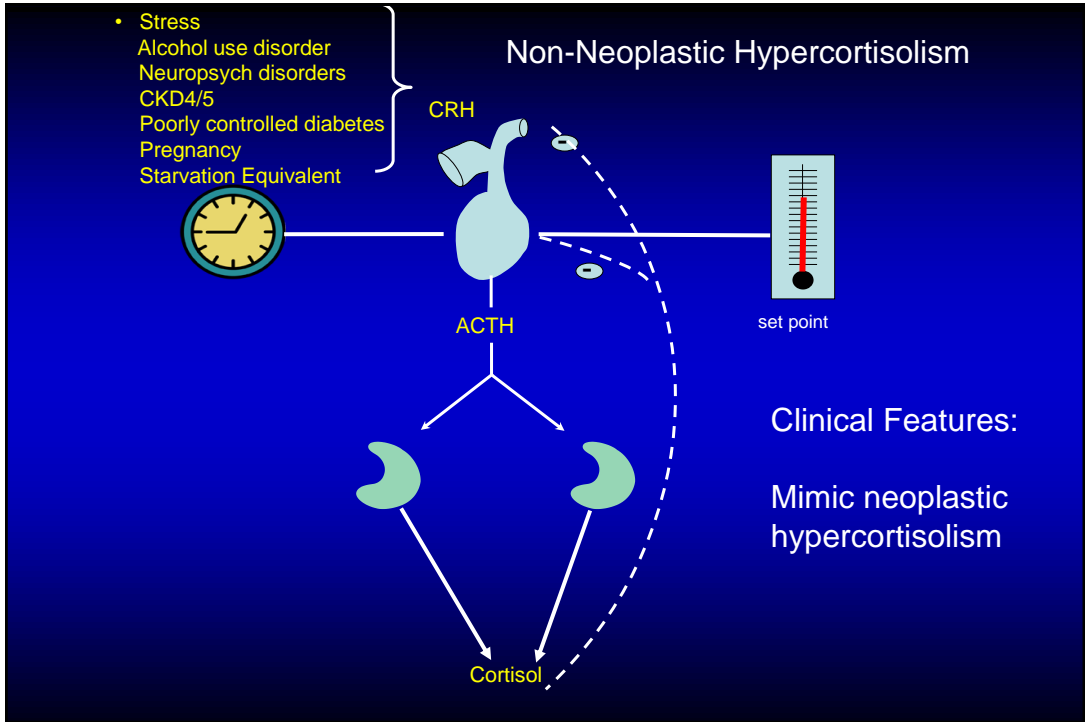 Non-Neoplastic Hypercortisolism
• Stress
Alcohol use disorder
Neuropsych disorders
CKD4/5
Poorly controlled diabetes
Pregnancy
Starvation Equivalent
CRH
-
-
ACTH
set point
Clinical Features:
Mimic neoplastic
hypercortisolism
Cortisol